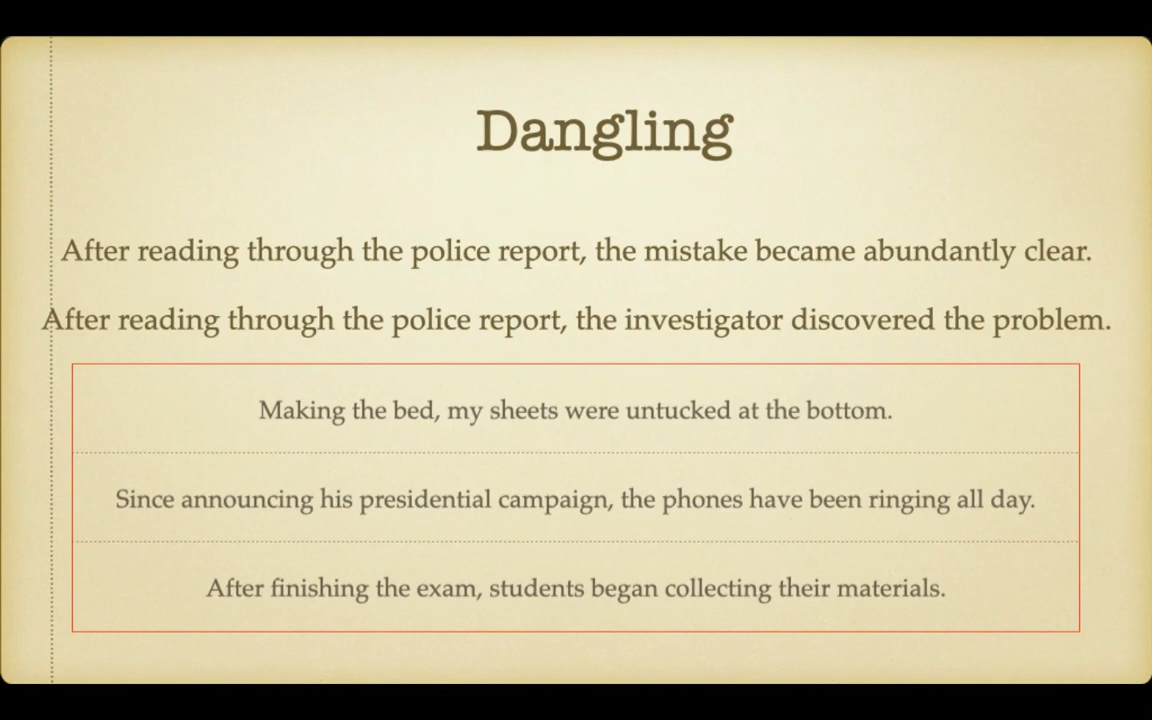 Dangling
After reading through the police report, the mistake became abundantly clear.
After reading through the police report, the investigator discovered the problem.
Making the bed, my sheets were untucked at the bottom.
Since announcing his presidential campaign, the phones have been ringing all day.
After finishing the exam, students began collecting their materials.